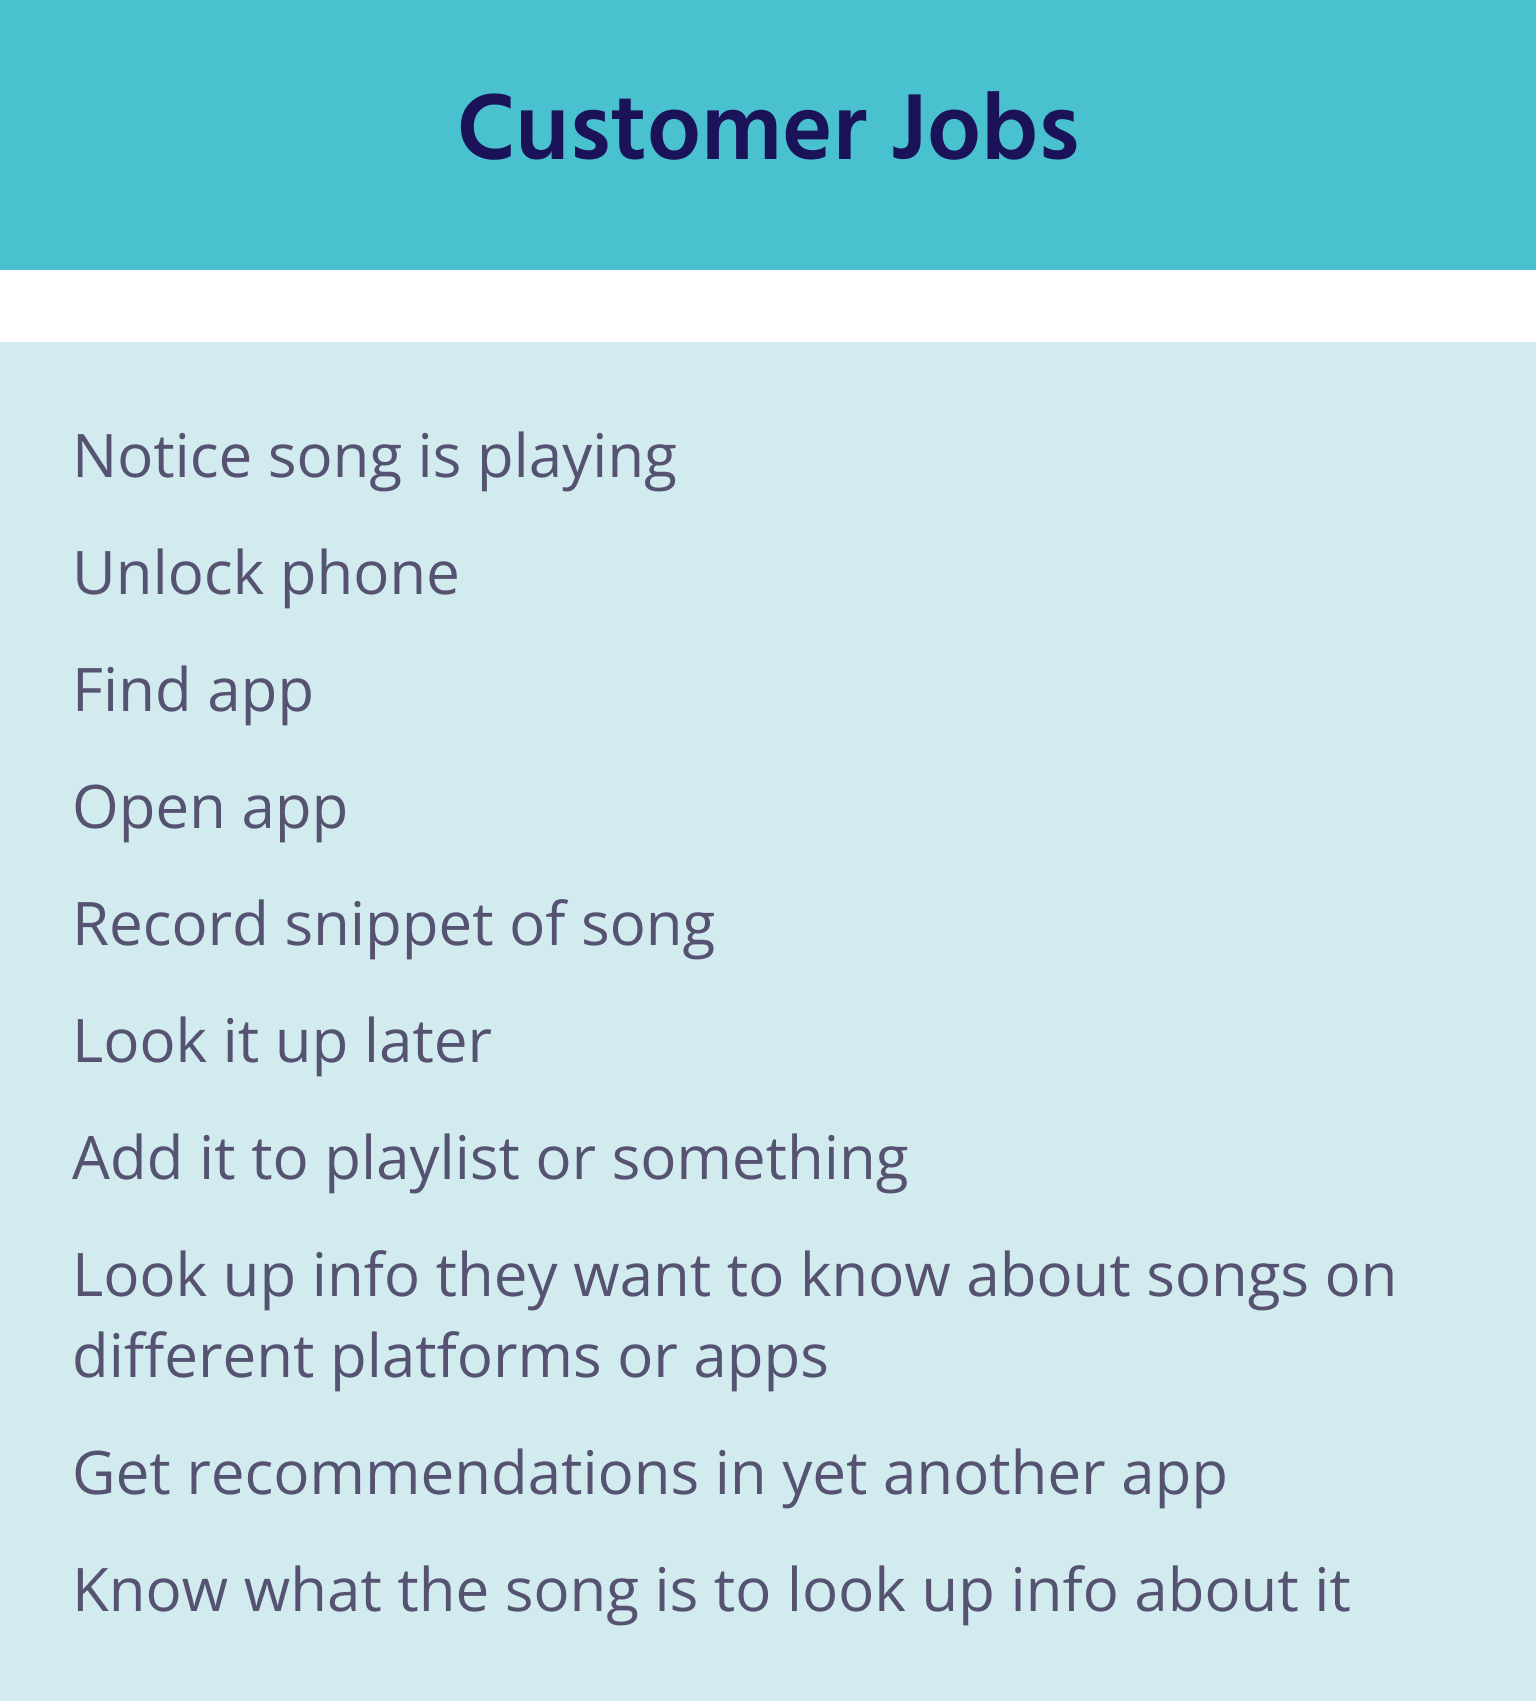 Customer Jobs
Notice song is playing
Unlock phone
Find app
Open app
Record snippet of song
Look it up later
Add it to playlist or something
Look up info they want to know about songs on
different platforms or apps
Get recommendations in yet another app
Know what the song is to look up info about it